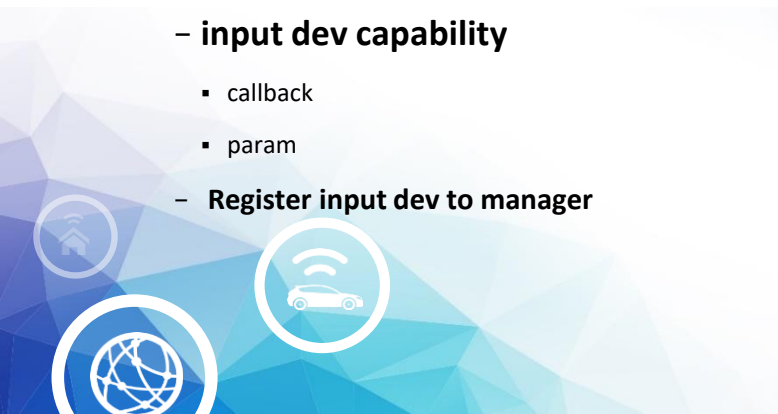 – input dev capability
▪ callback
▪ param
– Register input dev to manager